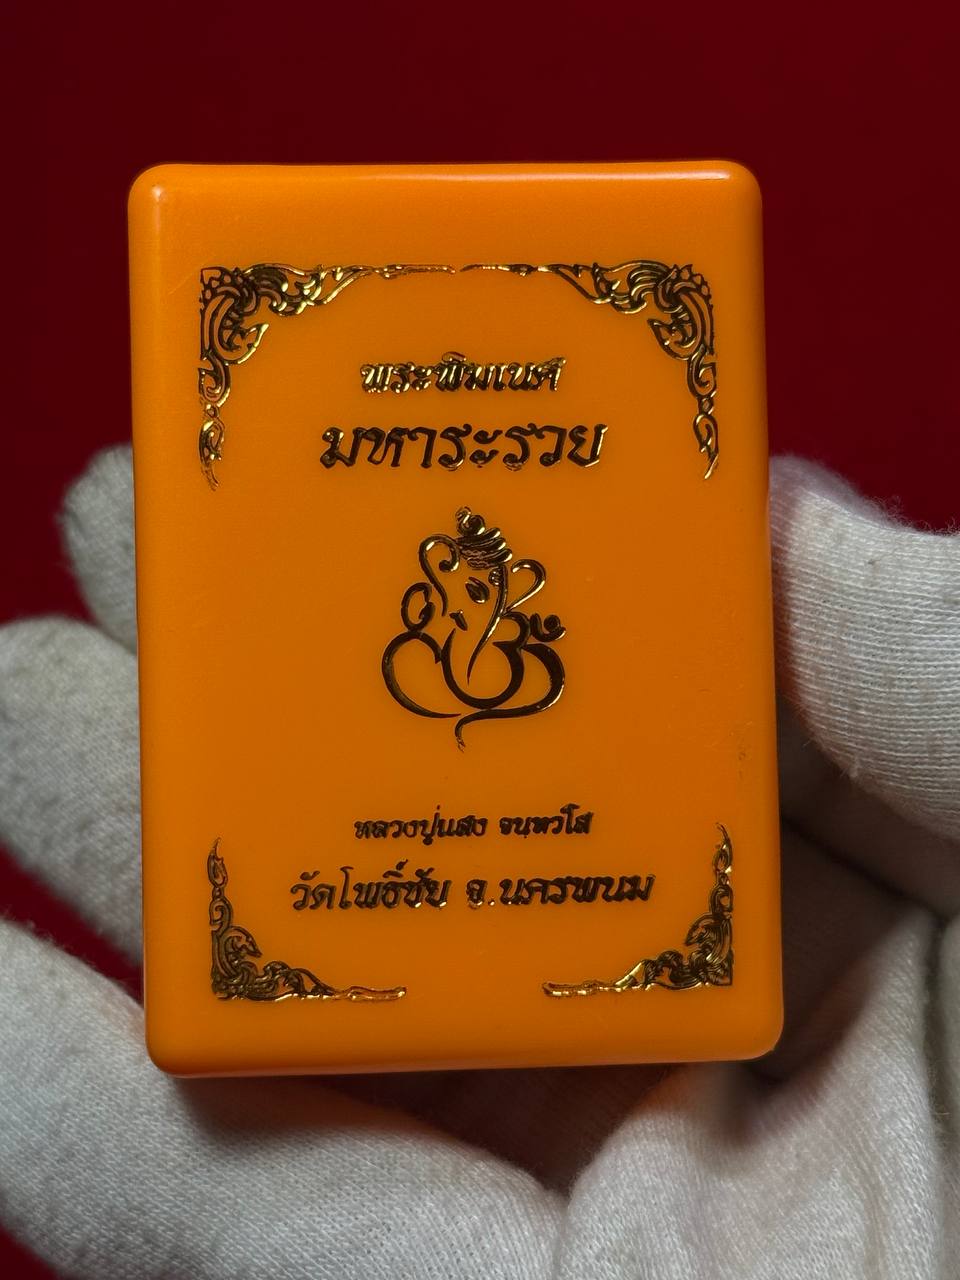 พระพิฆเนศ
มหาระรวย
หลวงปู่แสง จนฺทวํโส
วัดโพธิ์ชัย จ.นครพนม